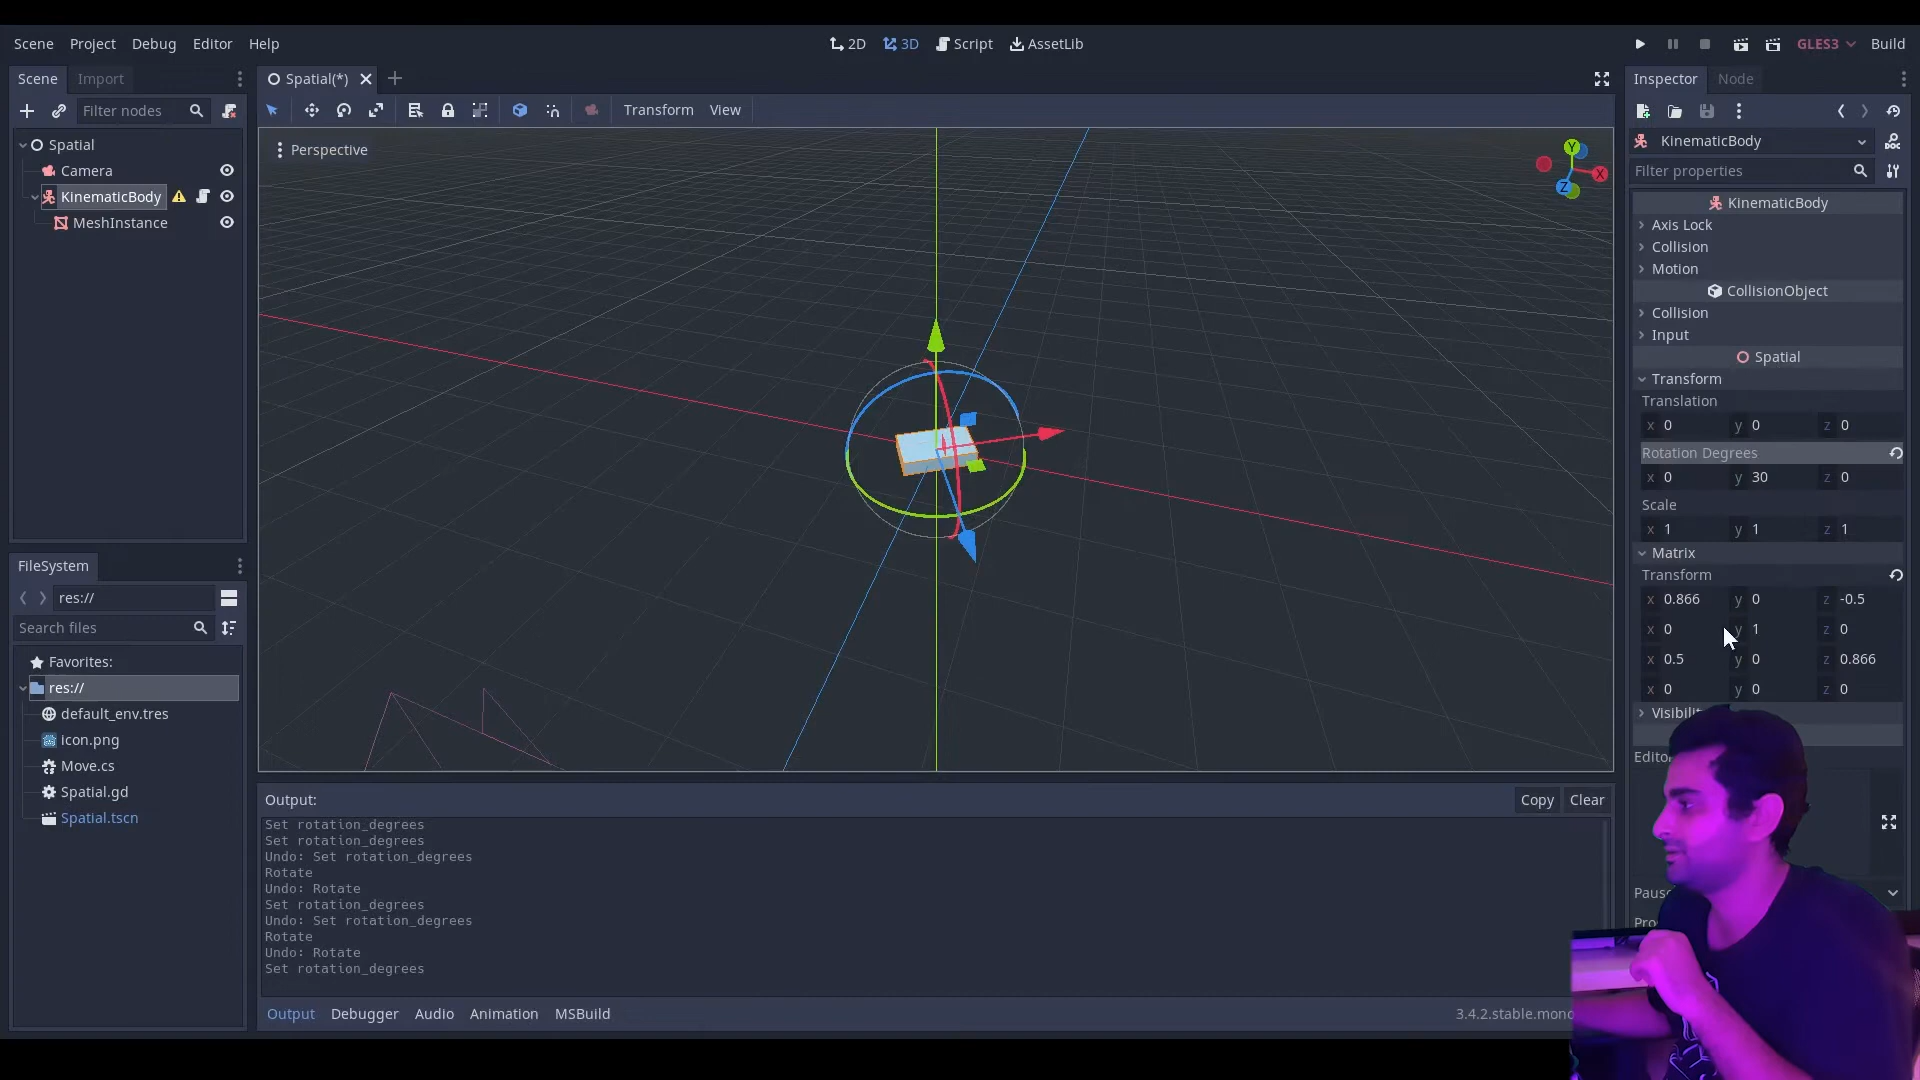 Scene Project Debug Editor Help
2D 3D Script AssetLib
GLES3 Build
Scene Import
Filter nodes
Spatial
Camera
KinematicBody
MeshInstance
FileSystem
res://
Search files
Favorites:
res://
default_env.tres
icon.png
Move.cs
Spatial.gd
Spatial.tscn
Spatial(*)
Transform View
Perspective
Y
X
Z
Output:
Copy Clear
Set rotation_degrees
Set rotation_degrees
Undo: Set rotation_degrees
Rotate
Undo: Rotate
Set rotation_degrees
Undo: Set rotation_degrees
Rotate
Undo: Rotate
Set rotation_degrees
Output Debugger Audio Animation MSBuild
3.4.2.stable.mono
Inspector Node
KinematicBody
Filter properties
KinematicBody
Axis Lock
Collision
Motion
CollisionObject
Collision
Input
Spatial
Transform
Translation
x 0 y 0 z 0
Rotation Degrees
x 0 y 30 z 0
Scale
x 1 y 1 z 1
Matrix
Transform
x 0.866 y 0 z -0.5
x 0 y 1 z 0
x 0.5 y 0 z 0.866
x 0 y 0 z 0